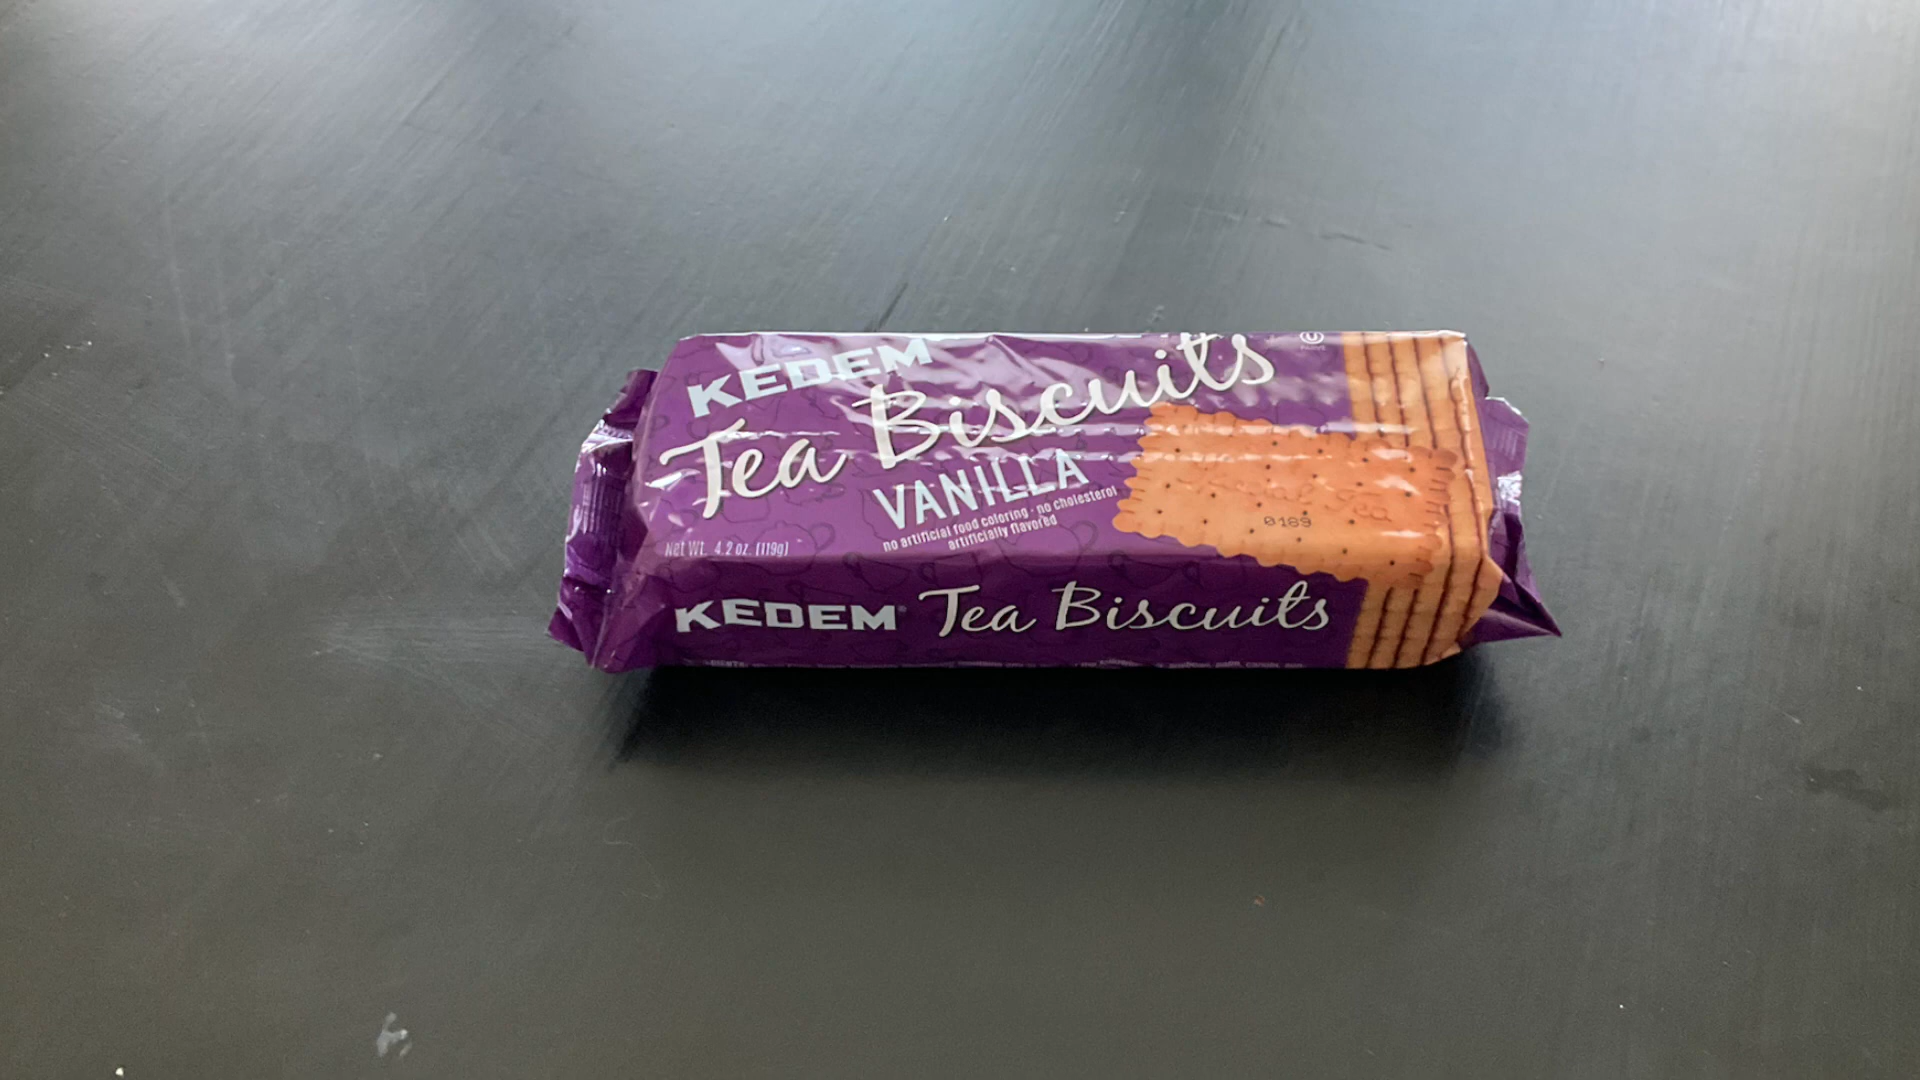 KEDEM
Tea Biscuits
VANILLA
no artificial food coloring - no cholesterol
artificially flavored
Net Wt. 4.2 oz. (119g)
U
PARVE
0189
KEDEM® Tea Biscuits